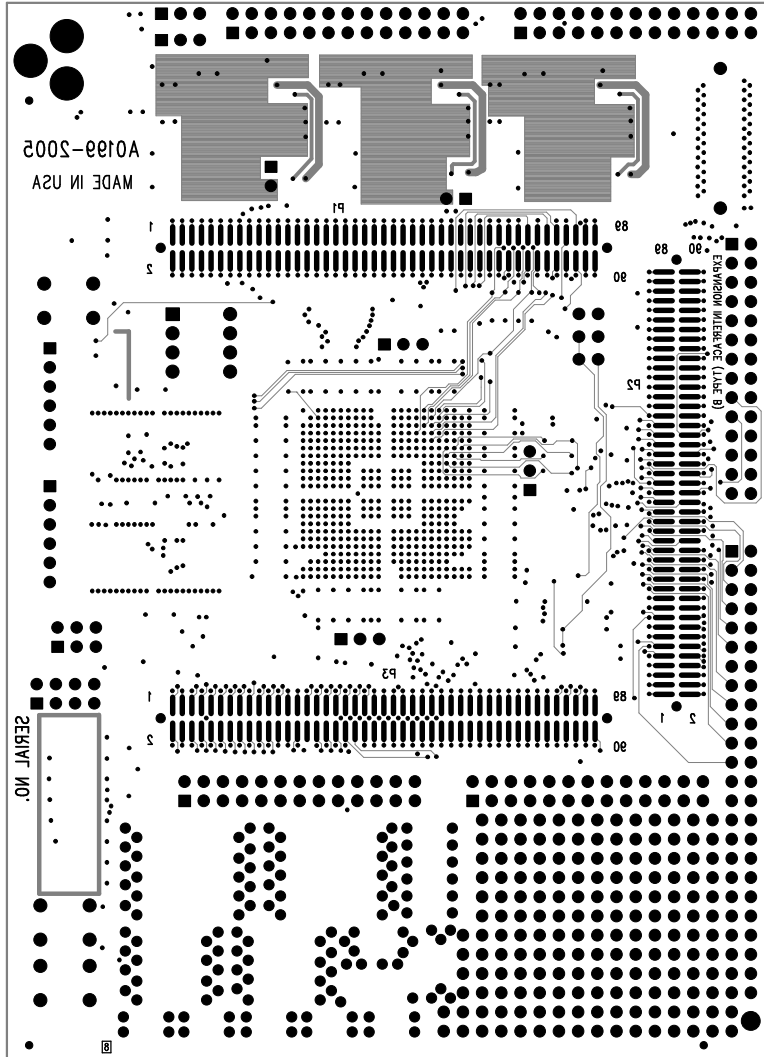 A0199-2005
MADE IN USA
P1
1
89
2
90
89
90
EXPANSION INTERFACE (TYPE B)
P2
1
2
P3
1
89
2
90
SERIAL NO.
8